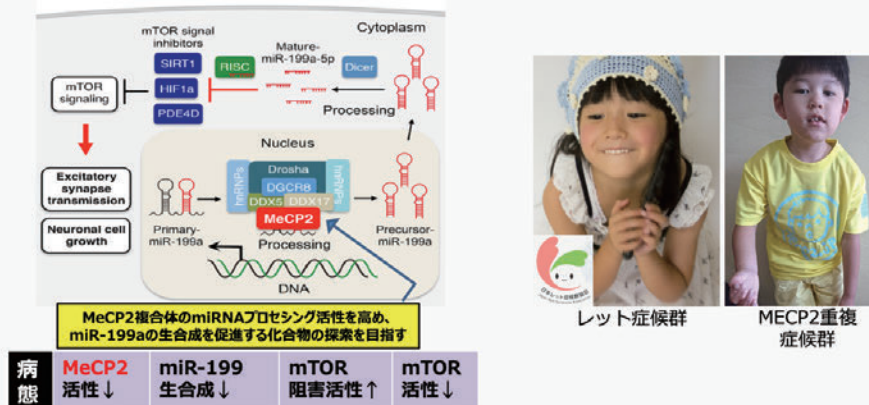 Cytoplasm
mTOR signal
inhibitors
SIRT1
HIF1a
PDE4D
RISC
Mature-
miR-199a-5p
Dicer
Processing
mTOR
signaling
Excitatory
synapse
transmission
Neuronal cell
growth
Nucleus
hnRNPs
Drosha
hnRNPs
DGCR8
DDX5
DDX17
MeCP2
Processing
Primary-
miR-199a
Precursor-
miR-199a
DNA
MeCP2複合体のmiRNAプロセシング活性を高め、
miR-199aの生合成を促進する化合物の探索を目指す
病態
MeCP2
活性↓
miR-199
生合成↓
mTOR
阻害活性↑
mTOR
活性↓
レット症候群
MECP2重複
症候群